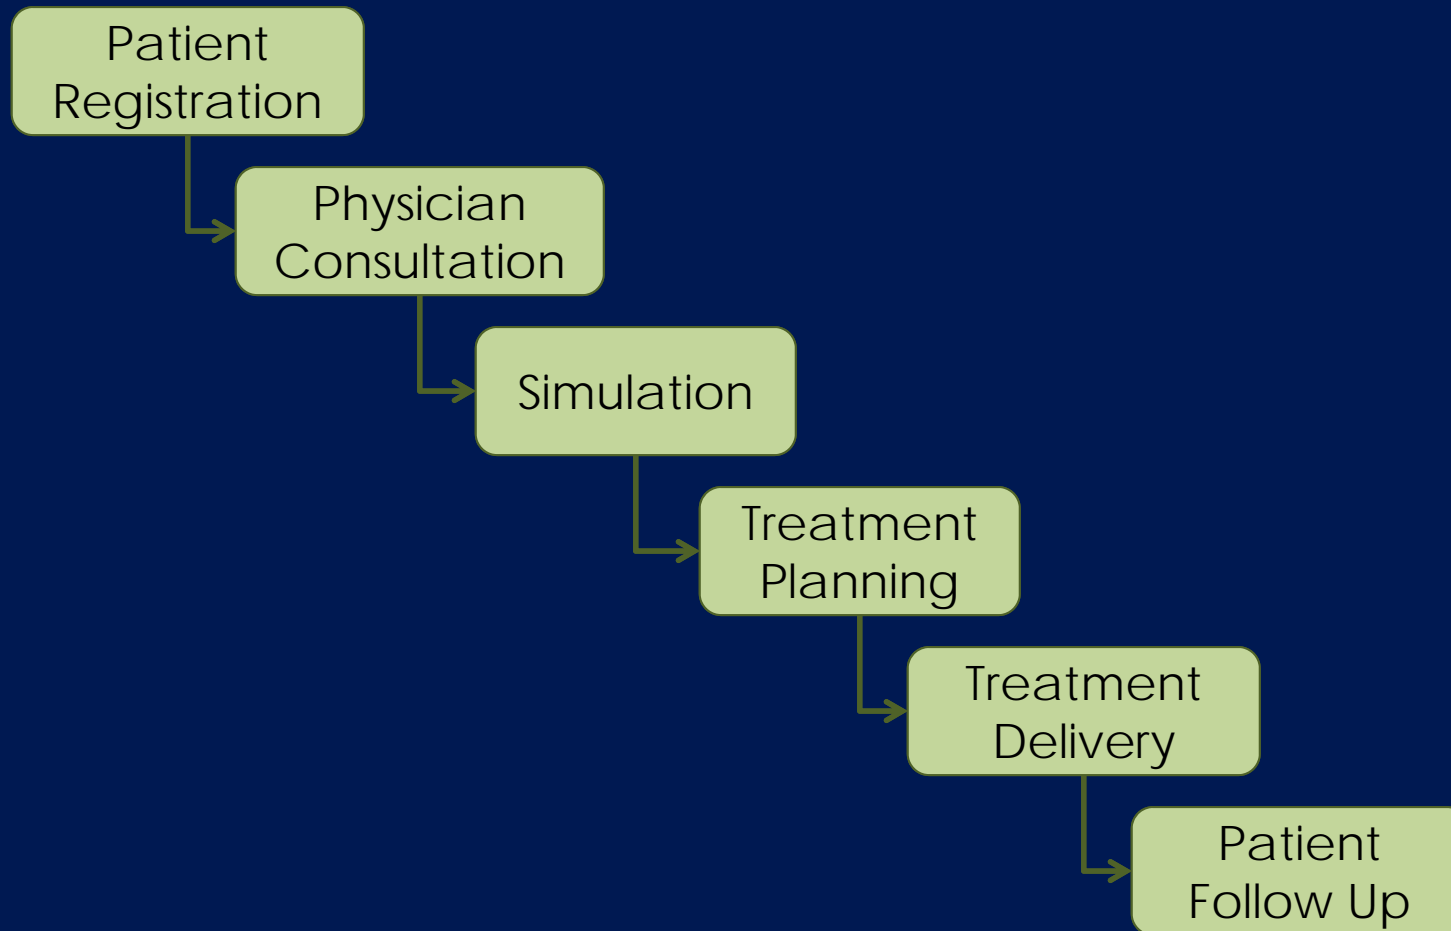 Patient
Registration
Physician
Consultation
Simulation
Treatment
Planning
Treatment
Delivery
Patient
Follow Up